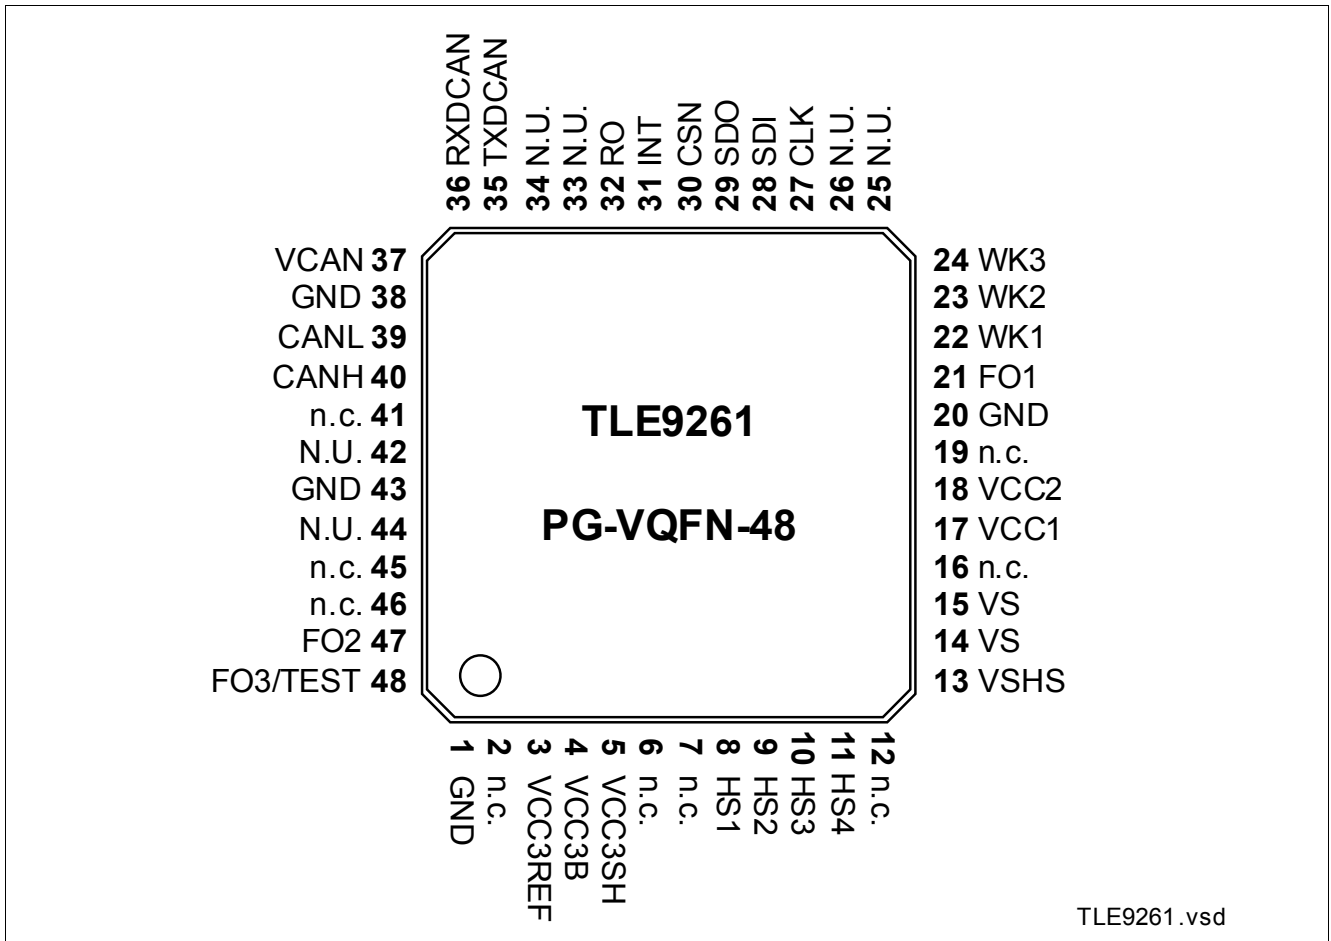 36 RXDCAN
35 TXDCAN
34 N.U.
33 N.U.
32 RO
31 INT
30 CSN
29 SDO
28 SDI
27 CLK
26 N.U.
25 N.U.
VCAN 37
GND 38
CANL 39
CANH 40
n.c. 41
N.U. 42
GND 43
N.U. 44
n.c. 45
n.c. 46
FO2 47
FO3/TEST 48
TLE9261
PG-VQFN-48
24 WK3
23 WK2
22 WK1
21 FO1
20 GND
19 n.c.
18 VCC2
17 VCC1
16 n.c.
15 VS
14 VS
13 VSHS
1 GND
2 n.c.
3 VCC3REF
4 VCC3B
5 VCC3SH
6 n.c.
7 n.c.
8 HS1
9 HS2
10 HS3
11 HS4
12 n.c.
TLE9261.vsd